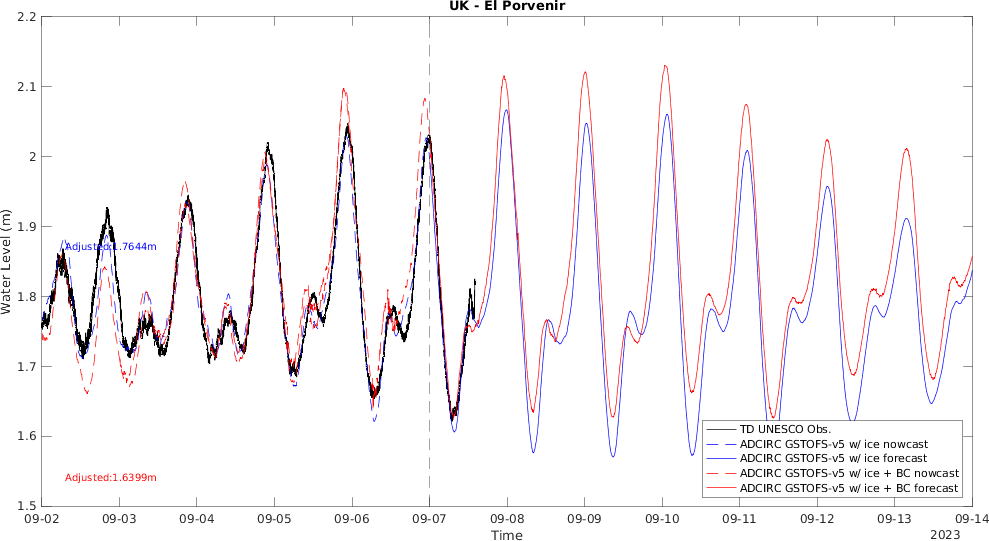 UK - El Porvenir
2.2
2.1
2
1.9
1.8
1.7
1.6
1.5
Water Level (m)
Adjusted:1.7644m
Adjusted:1.6399m
TD UNESCO Obs.
ADCIRC GSTOFS-v5 w/ ice nowcast
ADCIRC GSTOFS-v5 w/ ice forecast
ADCIRC GSTOFS-v5 w/ ice + BC nowcast
ADCIRC GSTOFS-v5 w/ ice + BC forecast
09-02 09-03 09-04 09-05 09-06 09-07 09-08 09-09 09-10 09-11 09-12 09-13 09-14
Time
2023